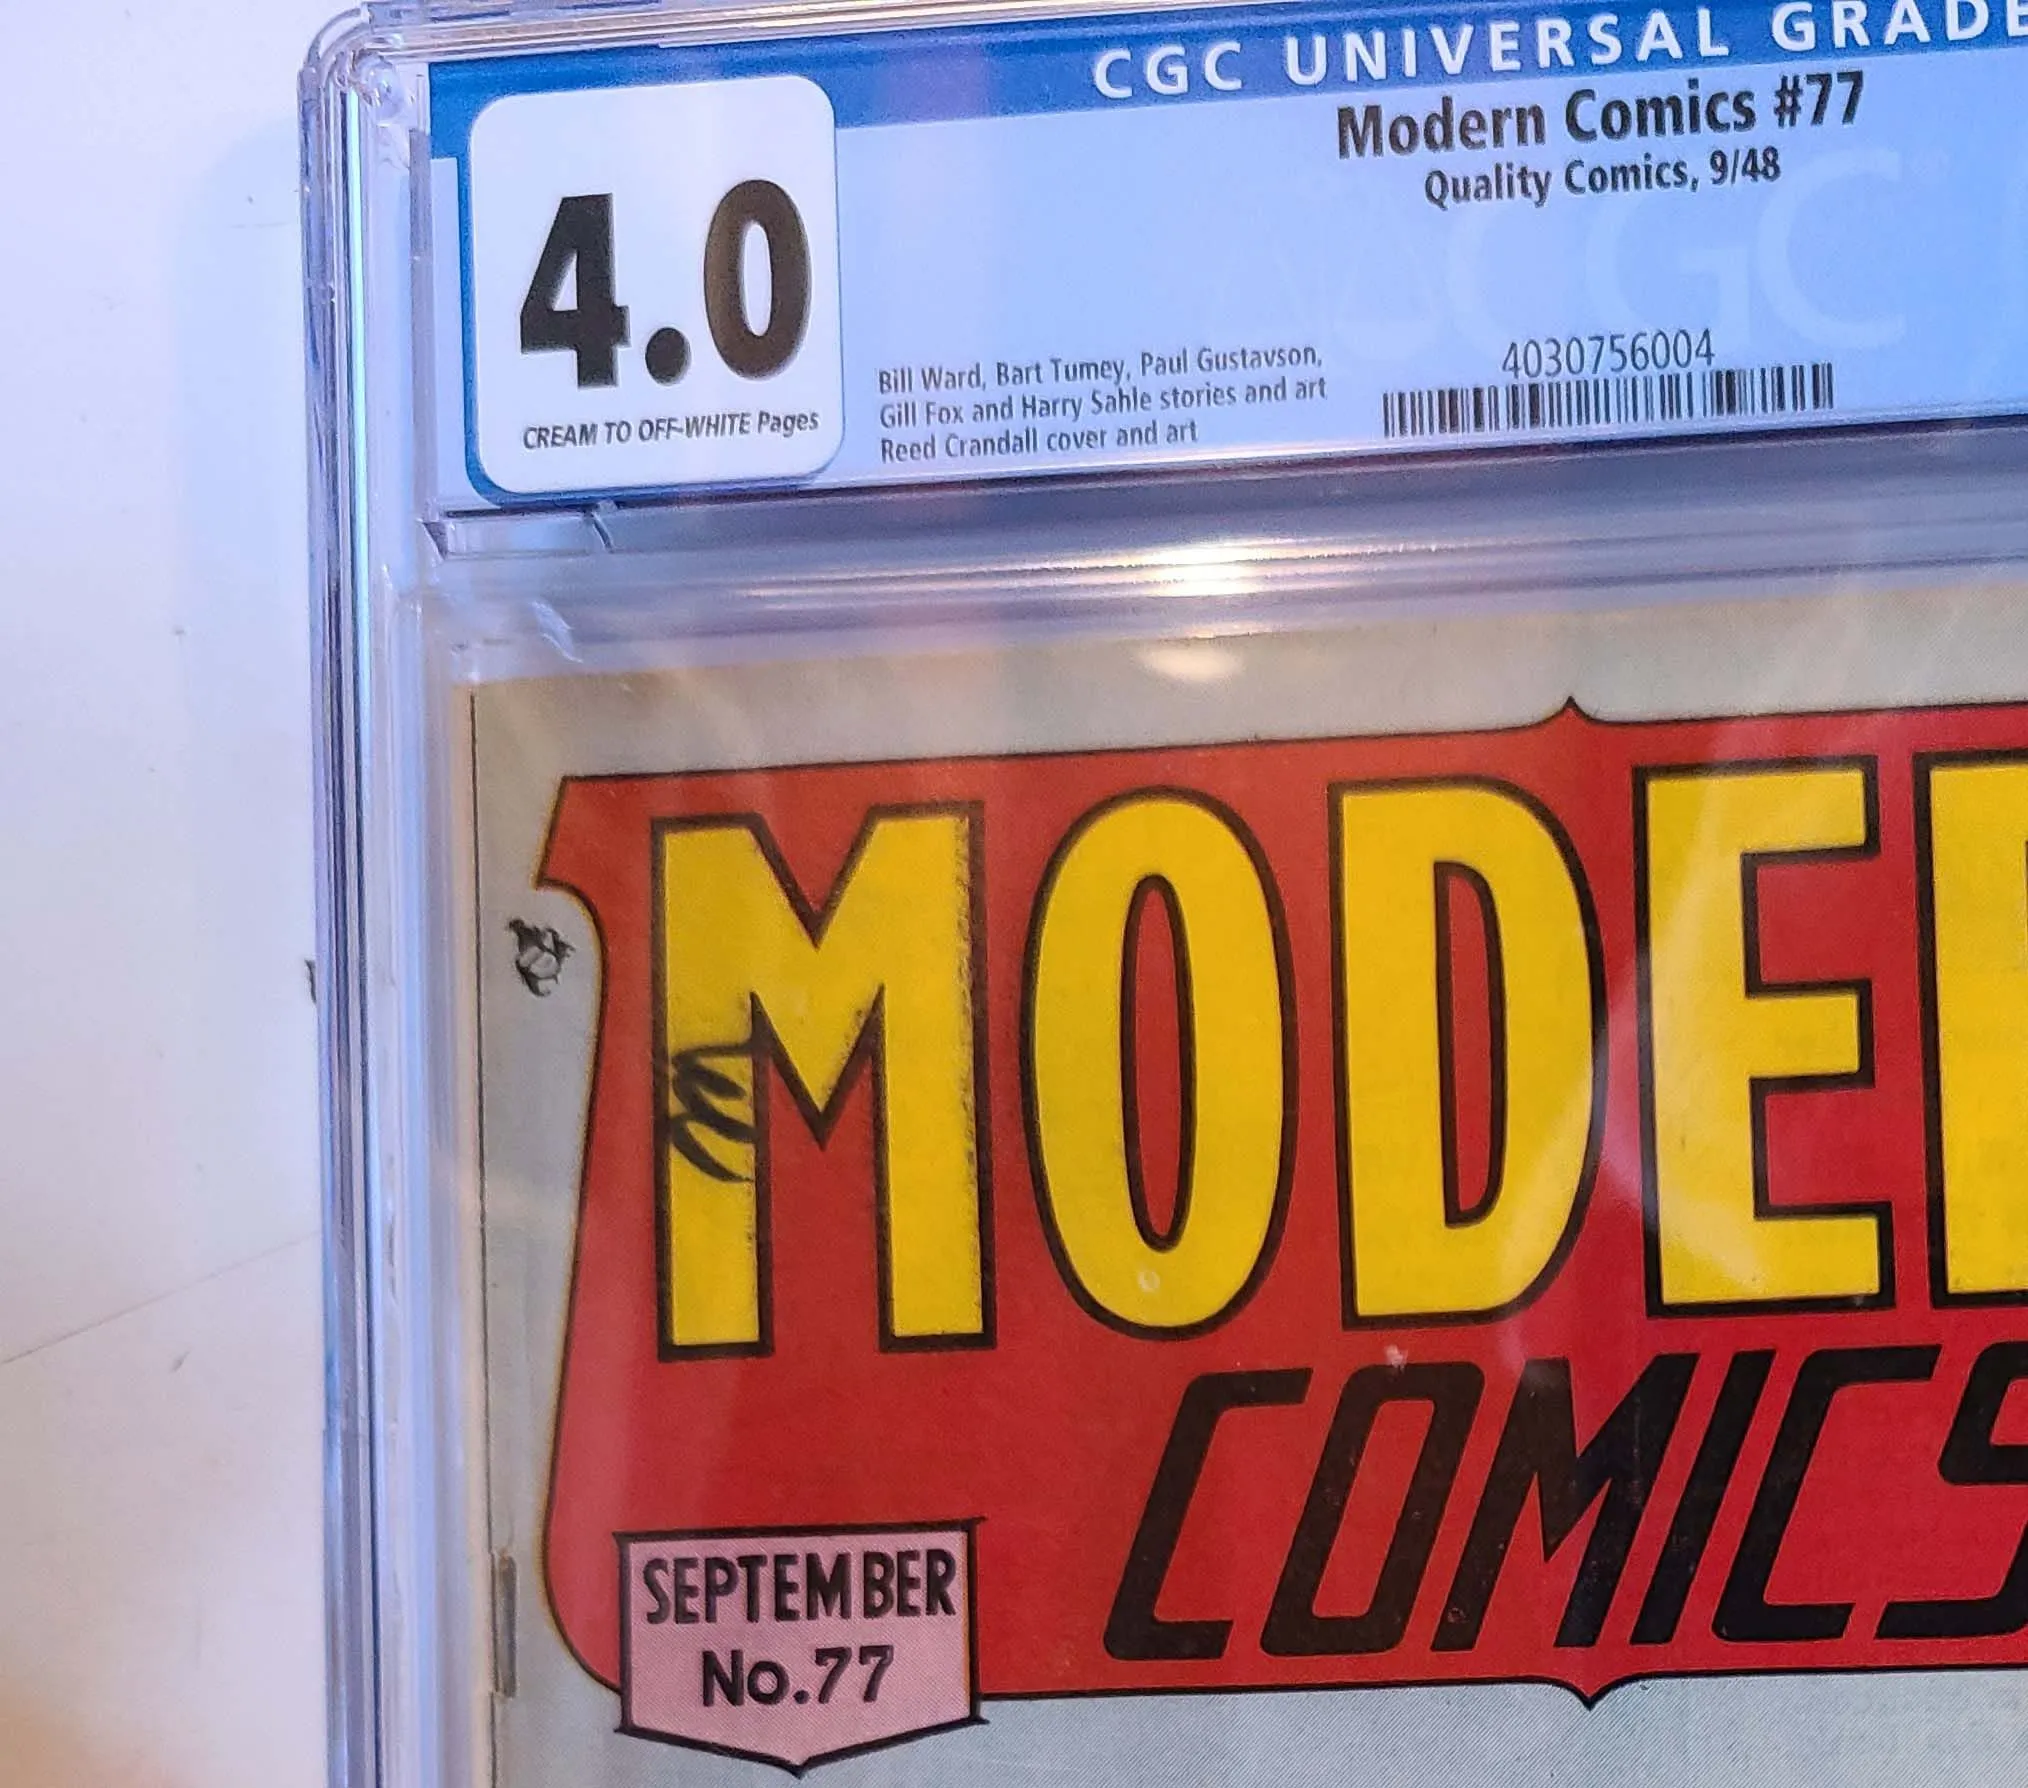 CGC UNIVERSAL GRADE
Modern Comics #77
Quality Comics, 9/48
4.0
CREAM TO OFF-WHITE Pages
Bill Ward, Bart Tumey, Paul Gustavson,
Gill Fox and Harry Sahle stories and art
Reed Crandall cover and art
4030756004
CGC
MODE
COMICS
SEPTEMBER
No.77